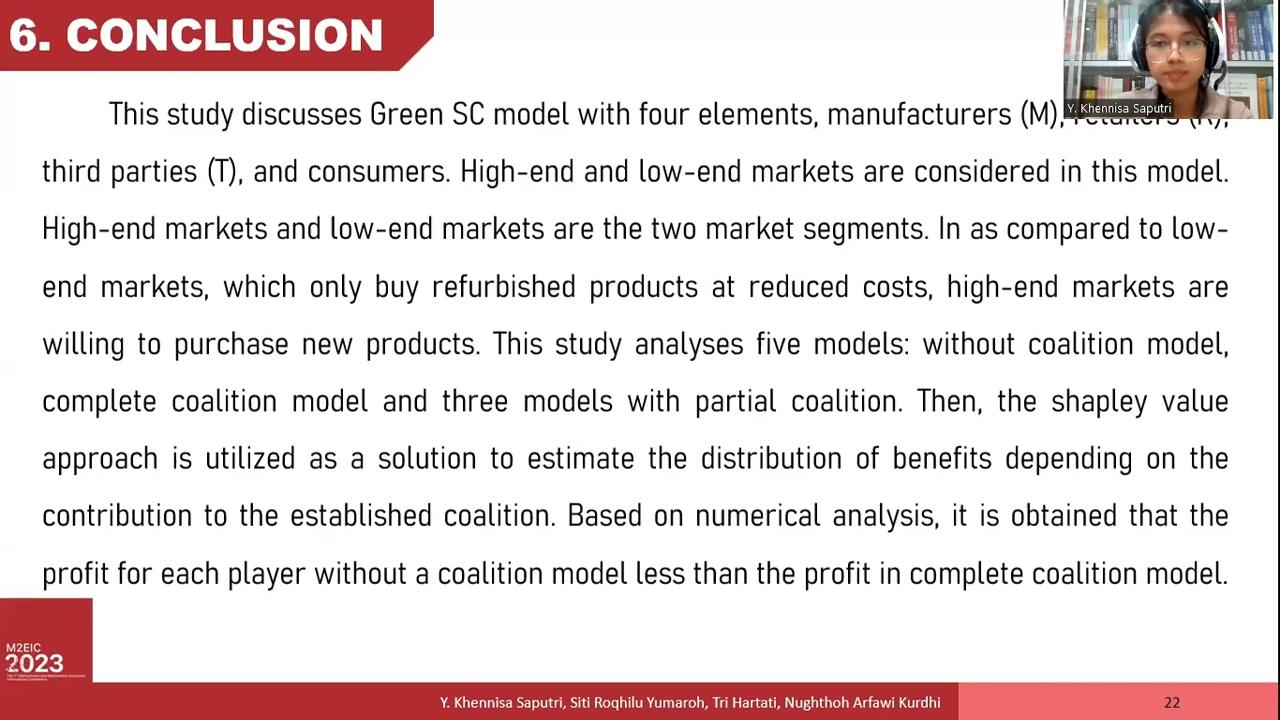 6. CONCLUSION
Y. Khennisa Saputri
This study discusses Green SC model with four elements, manufacturers (M), retailers (R),
third parties (T), and consumers. High-end and low-end markets are considered in this model.
High-end markets and low-end markets are the two market segments. In as compared to low-
end markets, which only buy refurbished products at reduced costs, high-end markets are
willing to purchase new products. This study analyses five models: without coalition model,
complete coalition model and three models with partial coalition. Then, the shapley value
approach is utilized as a solution to estimate the distribution of benefits depending on the
contribution to the established coalition. Based on numerical analysis, it is obtained that the
profit for each player without a coalition model less than the profit in complete coalition model.
M2EIC
2023
Y. Khennisa Saputri, Siti Roqhilu Yumaroh, Tri Hartati, Nughthoh Arfawi Kurdhi
22